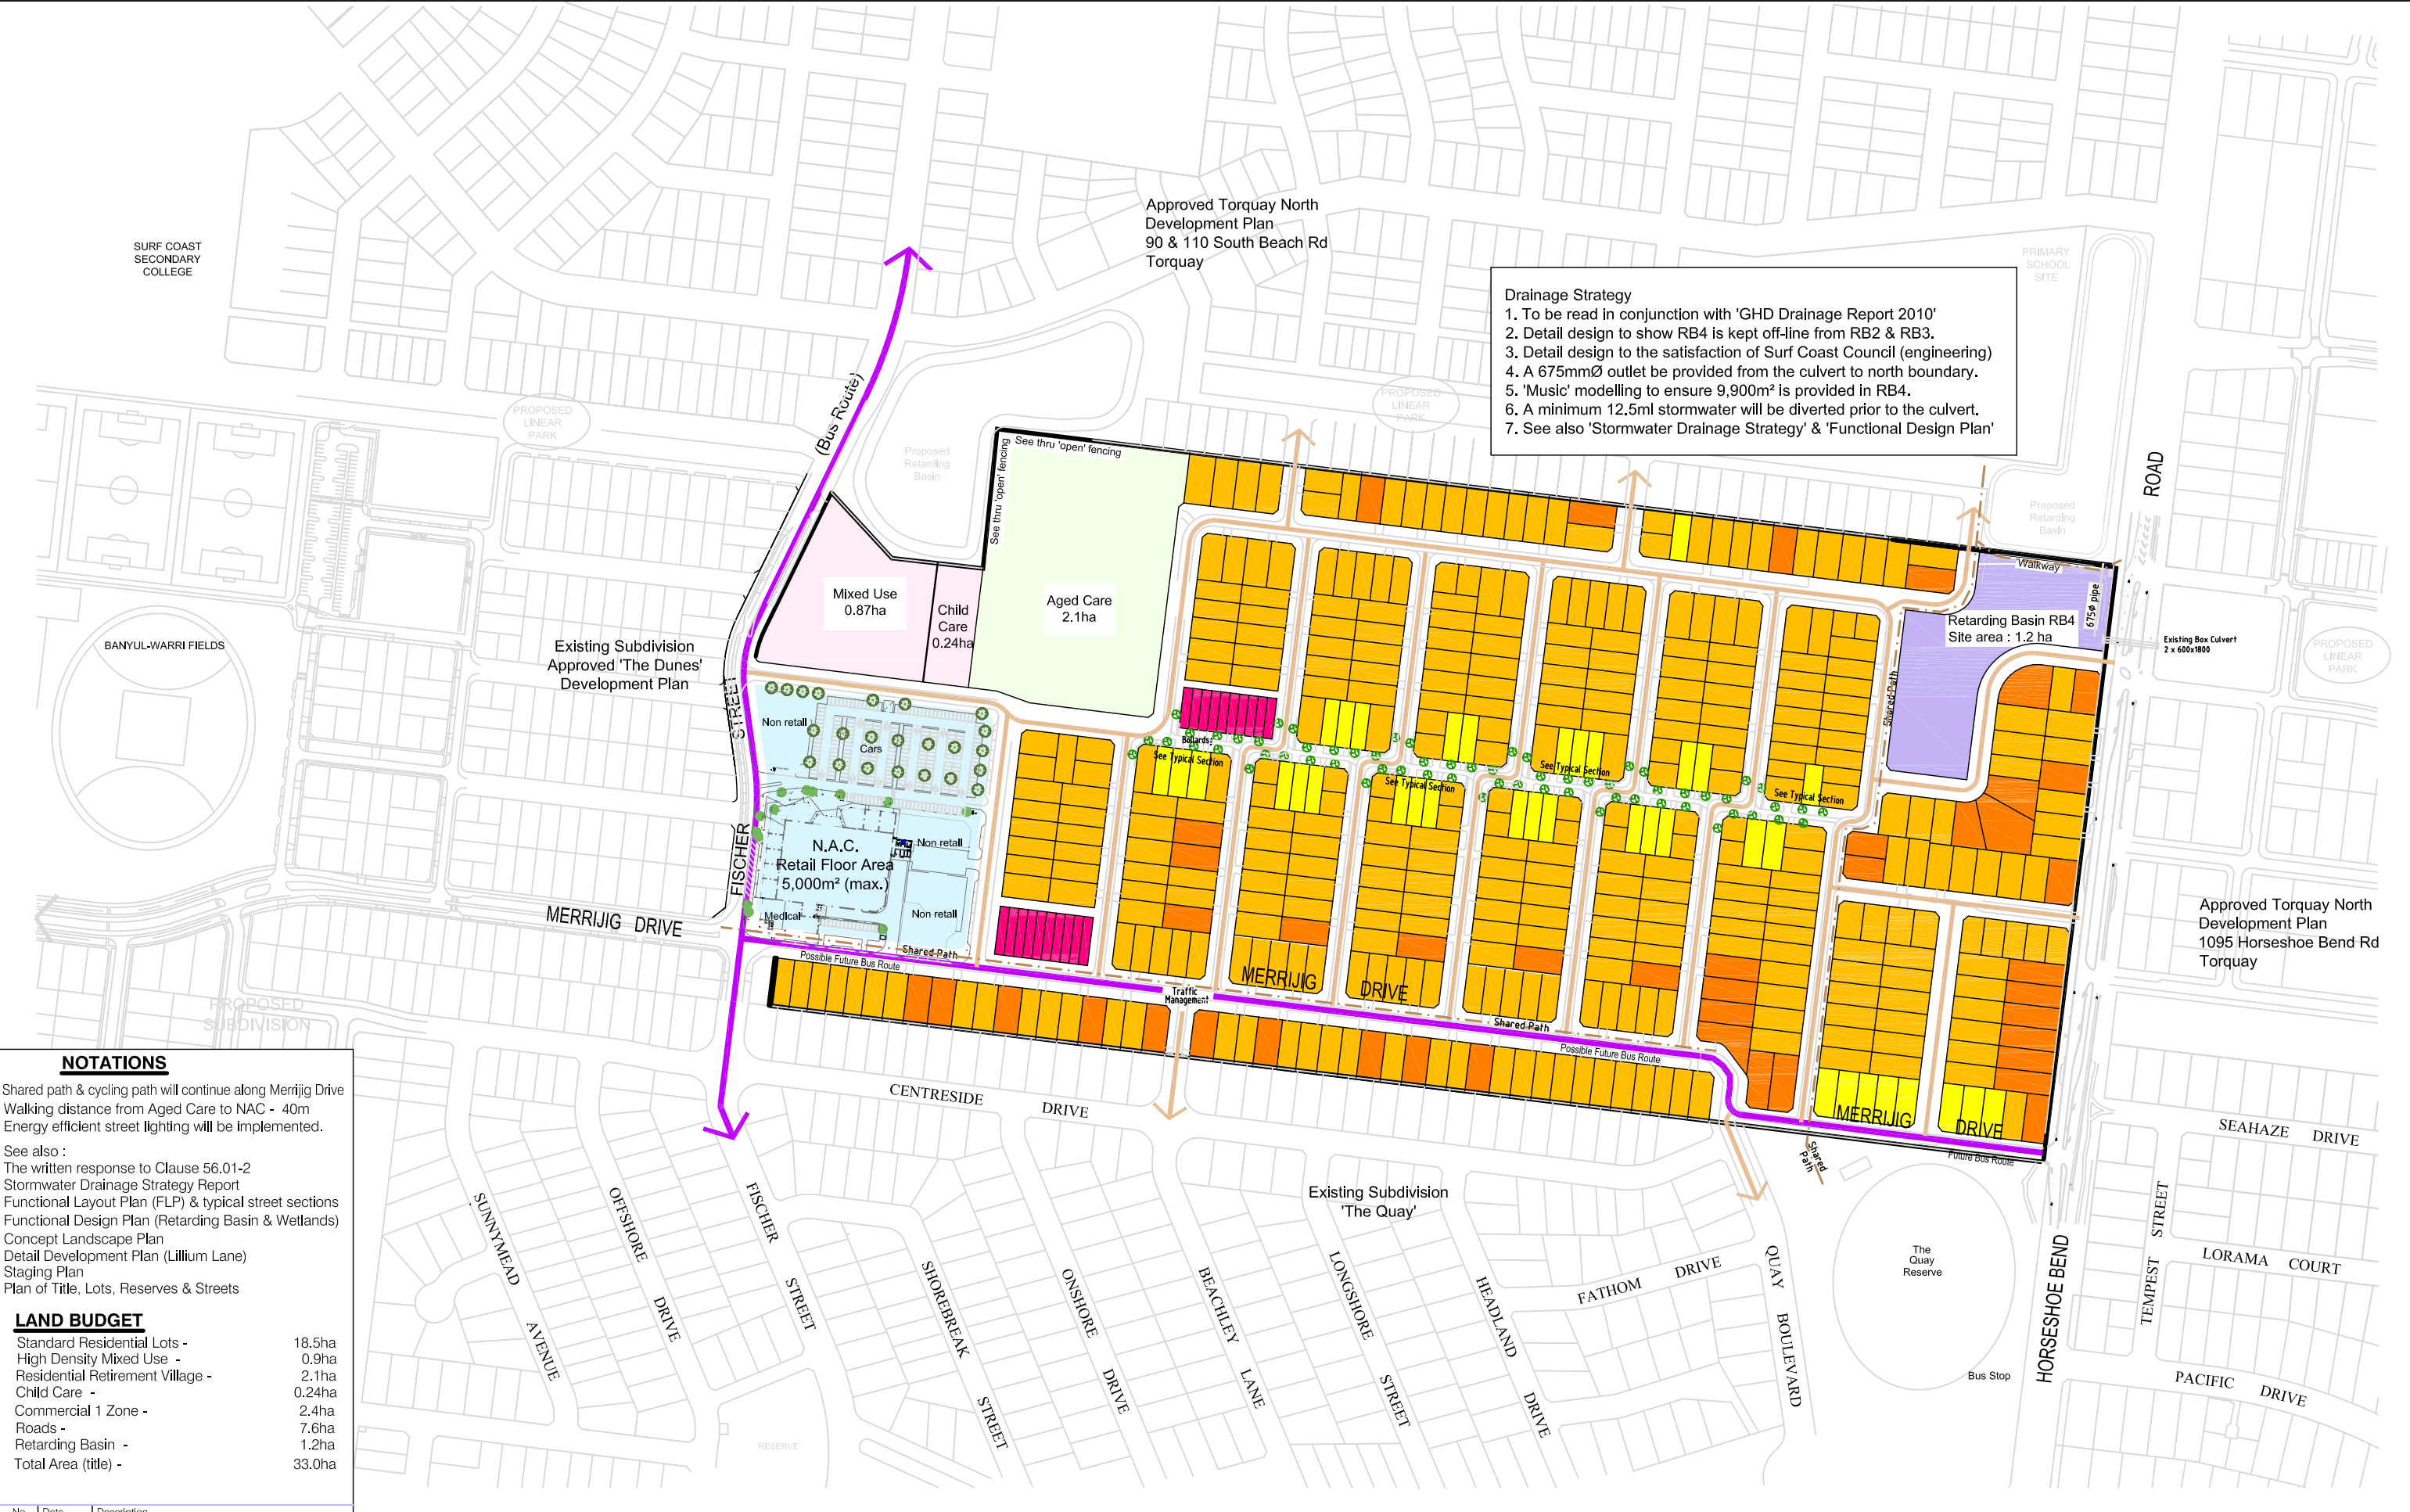 SURF COAST
SECONDARY
COLLEGE
Approved Torquay North
Development Plan
90 & 110 South Beach Rd
Torquay
PRIMARY
SCHOOL
SITE
Drainage Strategy
1. To be read in conjunction with 'GHD Drainage Report 2010'
2. Detail design to show RB4 is kept off-line from RB2 & RB3.
3. Detail design to the satisfaction of Surf Coast Council (engineering)
4. A 675mmØ outlet be provided from the culvert to north boundary.
5. 'Music' modelling to ensure 9,900m² is provided in RB4.
6. A minimum 12.5ml stormwater will be diverted prior to the culvert.
7. See also 'Stormwater Drainage Strategy' & 'Functional Design Plan'
(Bus Route)
PROPOSED
LINEAR
PARK
PROPOSED
LINEAR
PARK
Proposed
Retarding
Basin
See thru 'open' fencing
See thru 'open' fencing
ROAD
Proposed
Retarding
Basin
Walkway
675ø pipe
Mixed Use
0.87ha
Child
Care
0.24ha
Aged Care
2.1ha
Retarding Basin RB4
Site area : 1.2 ha
Existing Box Culvert
2 x 600x1800
PROPOSED
LINEAR
PARK
BANYUL-WARRI FIELDS
Existing Subdivision
Approved 'The Dunes'
Development Plan
STREET
Non retail
Cars
Shared Path
Bollards
See Typical Section
See Typical Section
See Typical Section
See Typical Section
N.A.C.
Retail Floor Area
5,000m² (max.)
Non retail
Non retail
Medical
FISCHER
MERRIJIG DRIVE
Shared Path
Possible Future Bus Route
Traffic
Management
MERRIJIG DRIVE
Shared Path
Possible Future Bus Route
Approved Torquay North
Development Plan
1095 Horseshoe Bend Rd
Torquay
MERRIJIG DRIVE
Shared
Path
Future Bus Route
PROPOSED
SUBDIVISION
CENTRESIDE DRIVE
SEAHAZE DRIVE
Existing Subdivision
'The Quay'
SUNNYMEAD AVENUE
OFFSHORE DRIVE
FISCHER STREET
SHOREBREAK STREET
ONSHORE DRIVE
BEACHLEY LANE
LONGSHORE STREET
HEADLAND DRIVE
FATHOM DRIVE
QUAY BOULEVARD
The
Quay
Reserve
Bus Stop
HORSESHOE BEND
TEMPEST STREET
LORAMA COURT
PACIFIC DRIVE
RESERVE
NOTATIONS
Shared path & cycling path will continue along Merrijig Drive
Walking distance from Aged Care to NAC - 40m
Energy efficient street lighting will be implemented.
See also :
The written response to Clause 56.01-2
Stormwater Drainage Strategy Report
Functional Layout Plan (FLP) & typical street sections
Functional Design Plan (Retarding Basin & Wetlands)
Concept Landscape Plan
Detail Development Plan (Lillium Lane)
Staging Plan
Plan of Title, Lots, Reserves & Streets
LAND BUDGET
Standard Residential Lots - 18.5ha
High Density Mixed Use - 0.9ha
Residential Retirement Village - 2.1ha
Child Care - 0.24ha
Commercial 1 Zone - 2.4ha
Roads - 7.6ha
Retarding Basin - 1.2ha
Total Area (title) - 33.0ha
No. Date Description